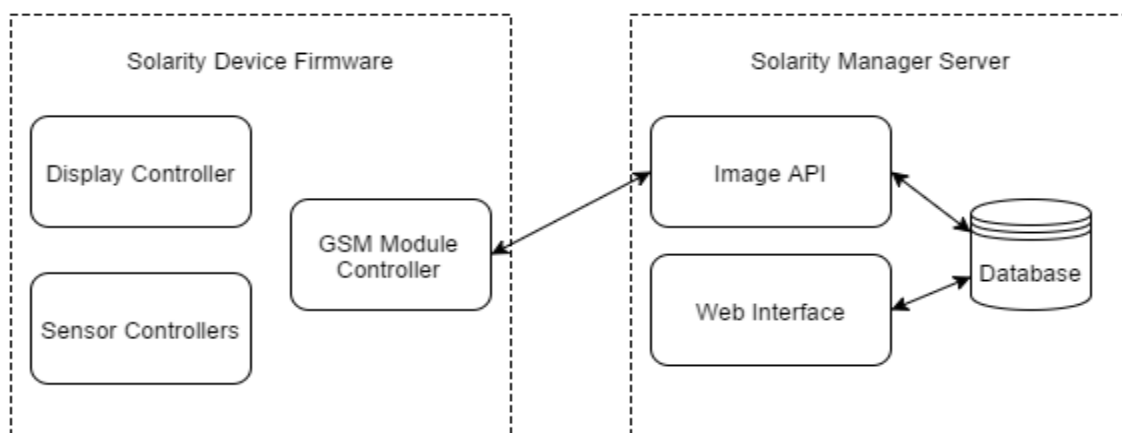 Solarity Device Firmware
Display Controller
GSM Module
Controller
Sensor Controllers
Solarity Manager Server
Image API
Web Interface
Database